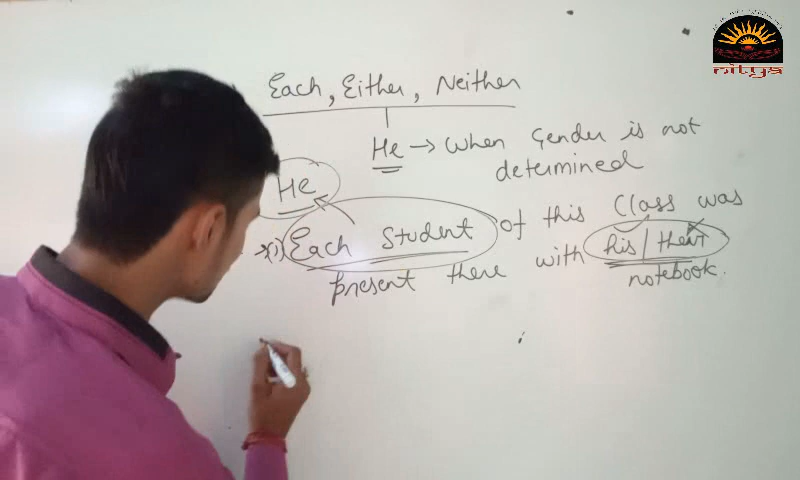 nitya
Each, Either, Neither
He → When Gender is not
determined
He
Ex1) Each Student of this Class was
present there with his/their
notebook.